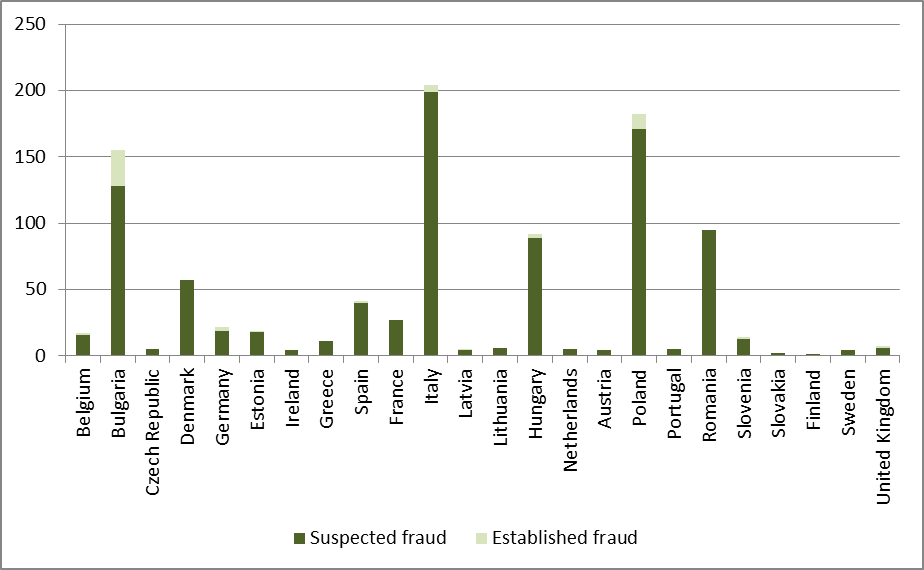 250
200
150
100
50
0
Belgium
Bulgaria
Czech Republic
Denmark
Germany
Estonia
Ireland
Greece
Spain
France
Italy
Latvia
Lithuania
Hungary
Netherlands
Austria
Poland
Portugal
Romania
Slovenia
Slovakia
Finland
Sweden
United Kingdom
Suspected fraud Established fraud